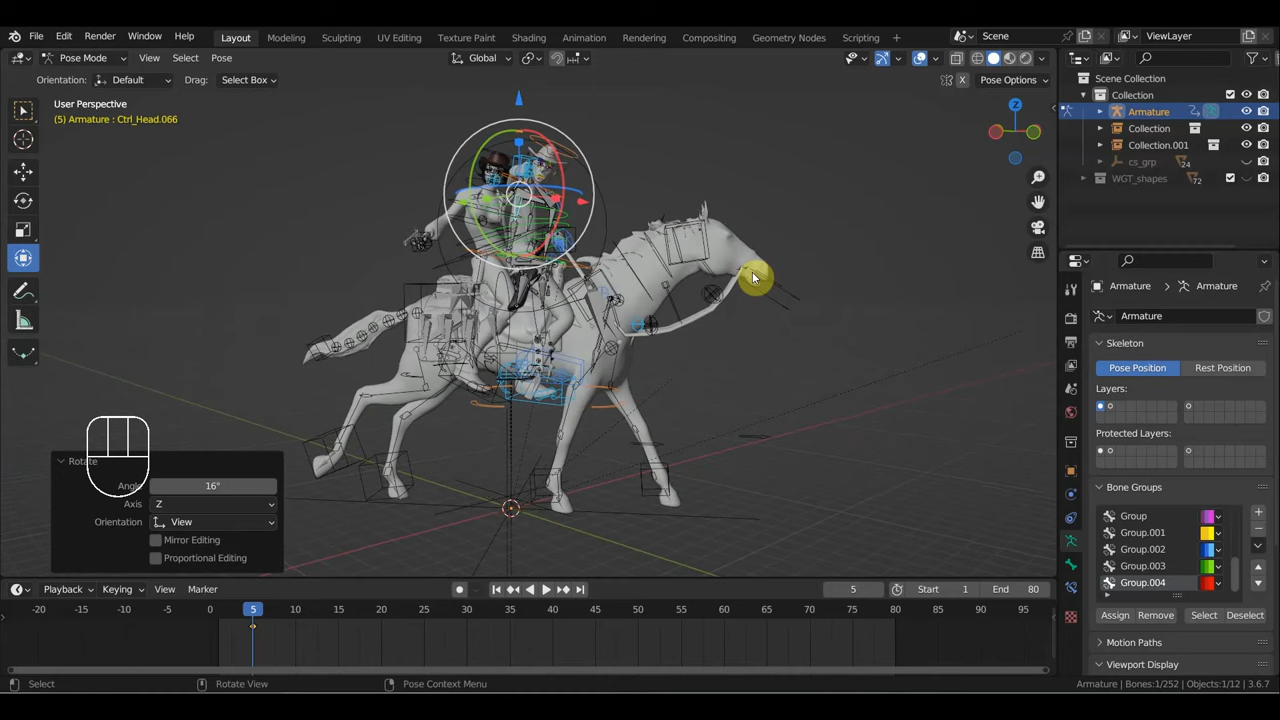 File Edit Render Window Help Layout Modeling Sculpting UV Editing Texture Paint Shading Animation Rendering Compositing Geometry Nodes Scripting + Scene ViewLayer
Pose Mode View Select Pose Global Pose Options
Orientation: Default Drag: Select Box X
User Perspective
(5) Armature : Ctrl_Head.066
Z
Scene Collection
Collection
Armature
Collection
Collection.001
cs_grp 24
WGT_shapes 72
Armature > Armature
Armature
Skeleton
Pose Position Rest Position
Layers:
Protected Layers:
Bone Groups
Group
Group.001
Group.002
Group.003
Group.004
Assign Remove Select Deselect
Motion Paths
Viewport Display
Rotate
Angle 16°
Axis Z
Orientation View
Mirror Editing
Proportional Editing
Playback Keying View Marker 5 Start 1 End 80
-20 -15 -10 -5 0 5 10 15 20 25 30 35 40 45 50 55 60 65 70 75 80 85 90 95
Select Rotate View Pose Context Menu Armature | Bones:1/252 | Objects:1/12 | 3.6.7